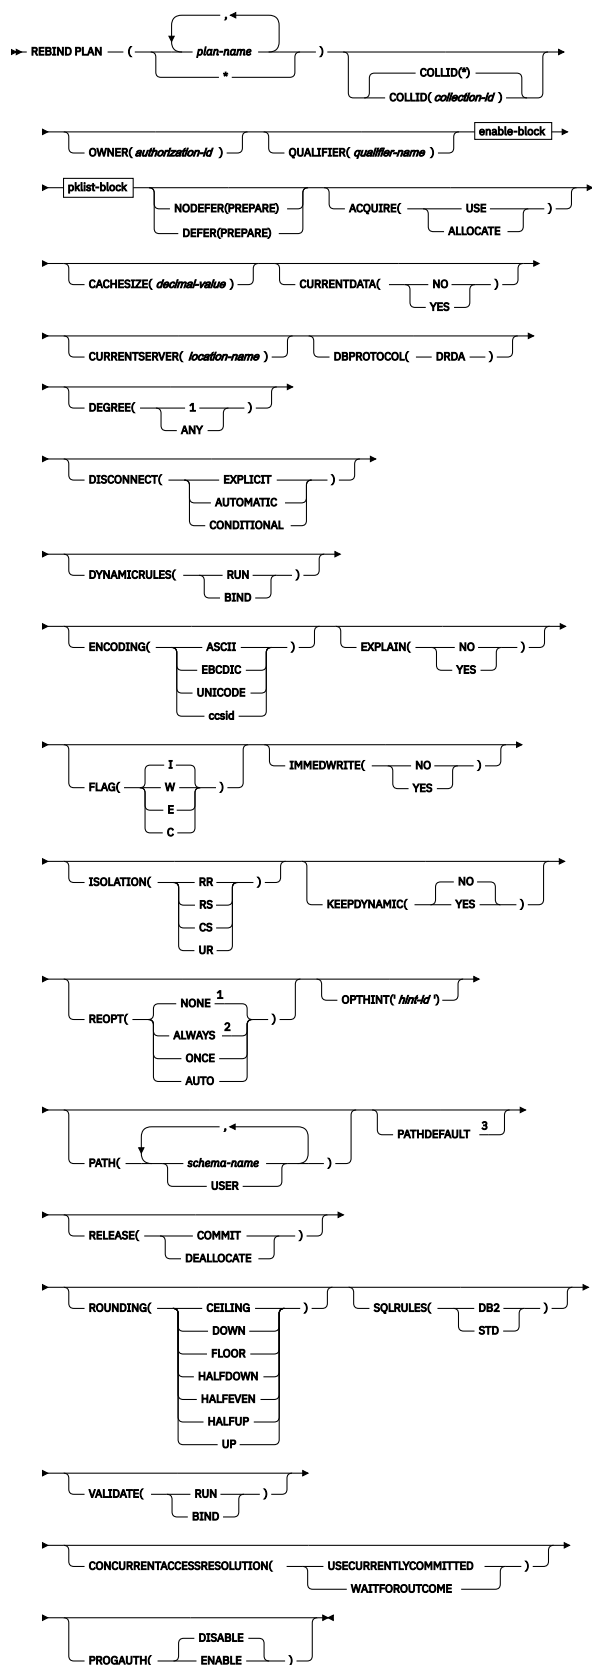 ,
REBIND PLAN ( plan-name )
*
COLLID(*)
COLLID( collection-id )
OWNER( authorization-id ) QUALIFIER( qualifier-name ) enable-block
pklist-block
NODEFER(PREPARE)
DEFER(PREPARE)
ACQUIRE( USE )
ALLOCATE
CACHESIZE( decimal-value ) CURRENTDATA( NO )
YES
CURRENTSERVER( location-name ) DBPROTOCOL( DRDA )
DEGREE( 1 )
ANY
DISCONNECT( EXPLICIT )
AUTOMATIC
CONDITIONAL
DYNAMICRULES( RUN )
BIND
ENCODING( ASCII )
EBCDIC
UNICODE
ccsid
EXPLAIN( NO )
YES
I
FLAG( W )
E
C
IMMEDWRITE( NO )
YES
ISOLATION( RR )
RS
CS
UR
NO
KEEPDYNAMIC( YES )
NONE 1
REOPT( ALWAYS 2 )
ONCE
AUTO
OPTHINT(' hint-id ')
,
PATH( schema-name )
USER
PATHDEFAULT 3
RELEASE( COMMIT )
DEALLOCATE
ROUNDING( CEILING )
DOWN
FLOOR
HALFDOWN
HALFEVEN
HALFUP
UP
SQLRULES( DB2 )
STD
VALIDATE( RUN )
BIND
CONCURRENTACCESSRESOLUTION( USECURRENTLYCOMMITTED )
WAITFOROUTCOME
DISABLE
PROGAUTH( ENABLE )